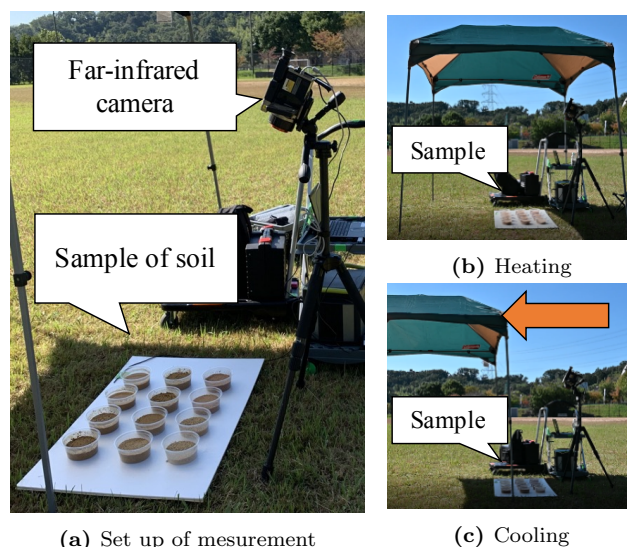 Far-infrared
camera
Sample of soil
(a) Set up of mesurement
Sample
(b) Heating
Sample
(c) Cooling